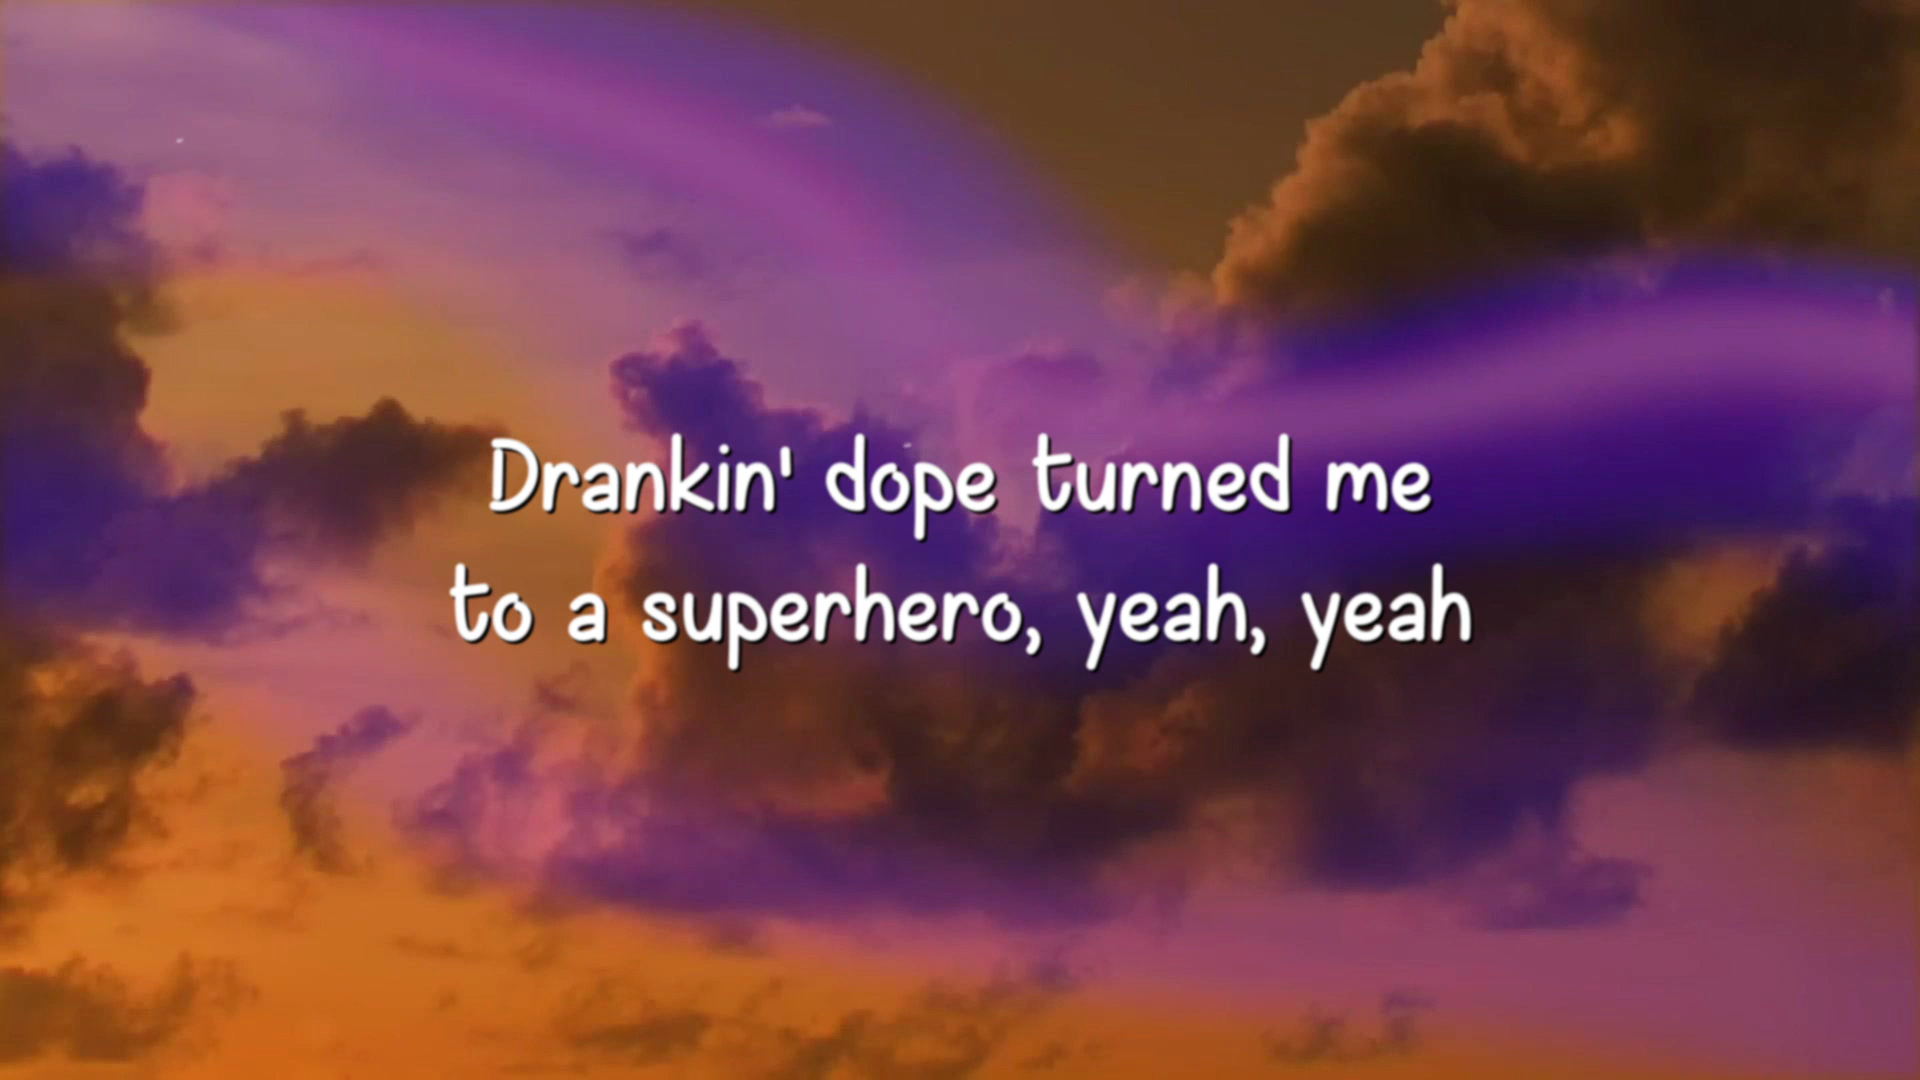 Drankin' dope turned me
to a superhero, yeah, yeah